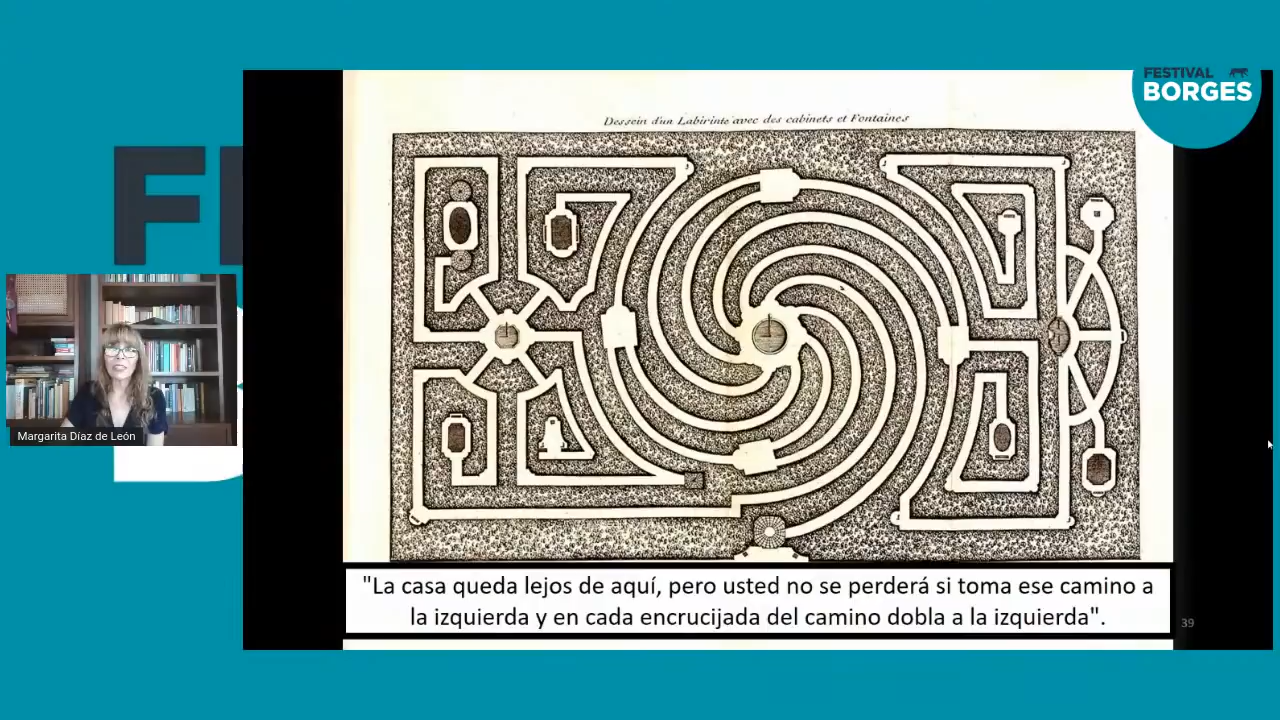 FESTIVAL
BORGES
Dessein d'un Labirinte avec des cabinets et Fontaines
Margarita Díaz de León
"La casa queda lejos de aquí, pero usted no se perderá si toma ese camino a
la izquierda y en cada encrucijada del camino dobla a la izquierda".
39